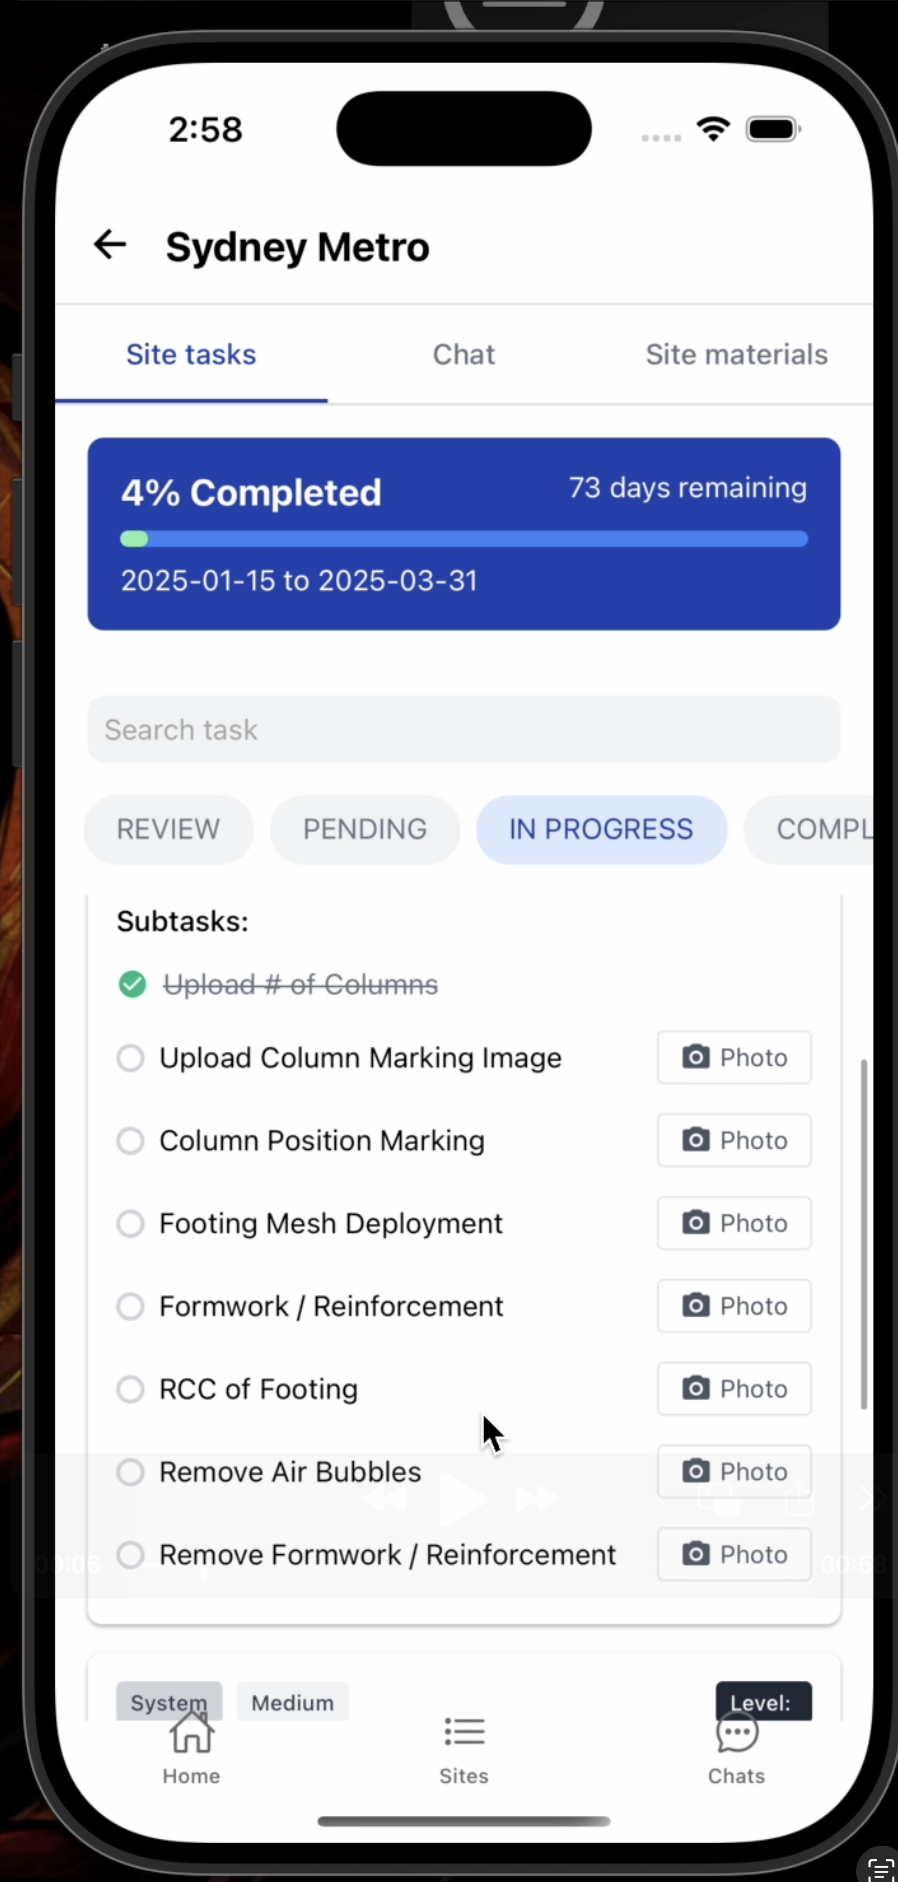 2:58
Sydney Metro
Site tasks
Chat
Site materials
4% Completed
73 days remaining
2025-01-15 to 2025-03-31
Search task
REVIEW
PENDING
IN PROGRESS
COMPL
Subtasks:
Upload # of Columns
Upload Column Marking Image
Photo
Column Position Marking
Photo
Footing Mesh Deployment
Photo
Formwork / Reinforcement
Photo
RCC of Footing
Photo
Remove Air Bubbles
Photo
00:06
Remove Formwork / Reinforcement
Photo
System
Medium
Level:
Home
Sites
Chats